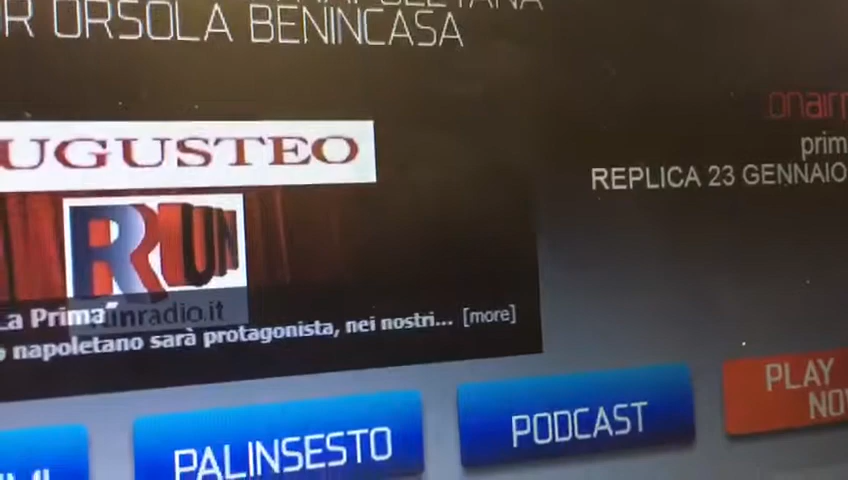 OR ORSOLA BENINCASA
UGUSTEO
onair
prim
REPLICA 23 GENNAIO
RUN
runradio.it
La Prima"
o napoletano sarà protagonista, nei nostri... [more]
PALINSESTO
PODCAST
PLAY
NOW